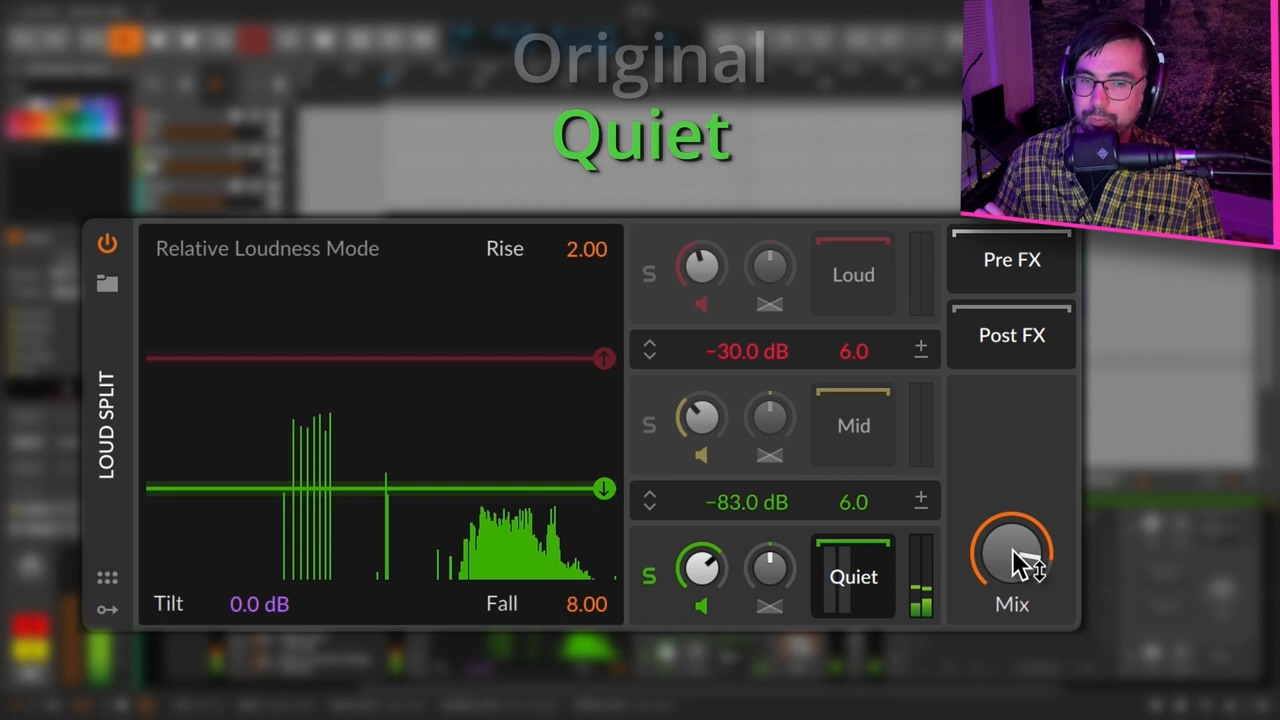 Original
Quiet
Relative Loudness Mode Rise 2.00
S Loud
Pre FX
Post FX
−30.0 dB 6.0
LOUD SPLIT
S Mid
−83.0 dB 6.0
S Quiet
Tilt 0.0 dB Fall 8.00
Mix